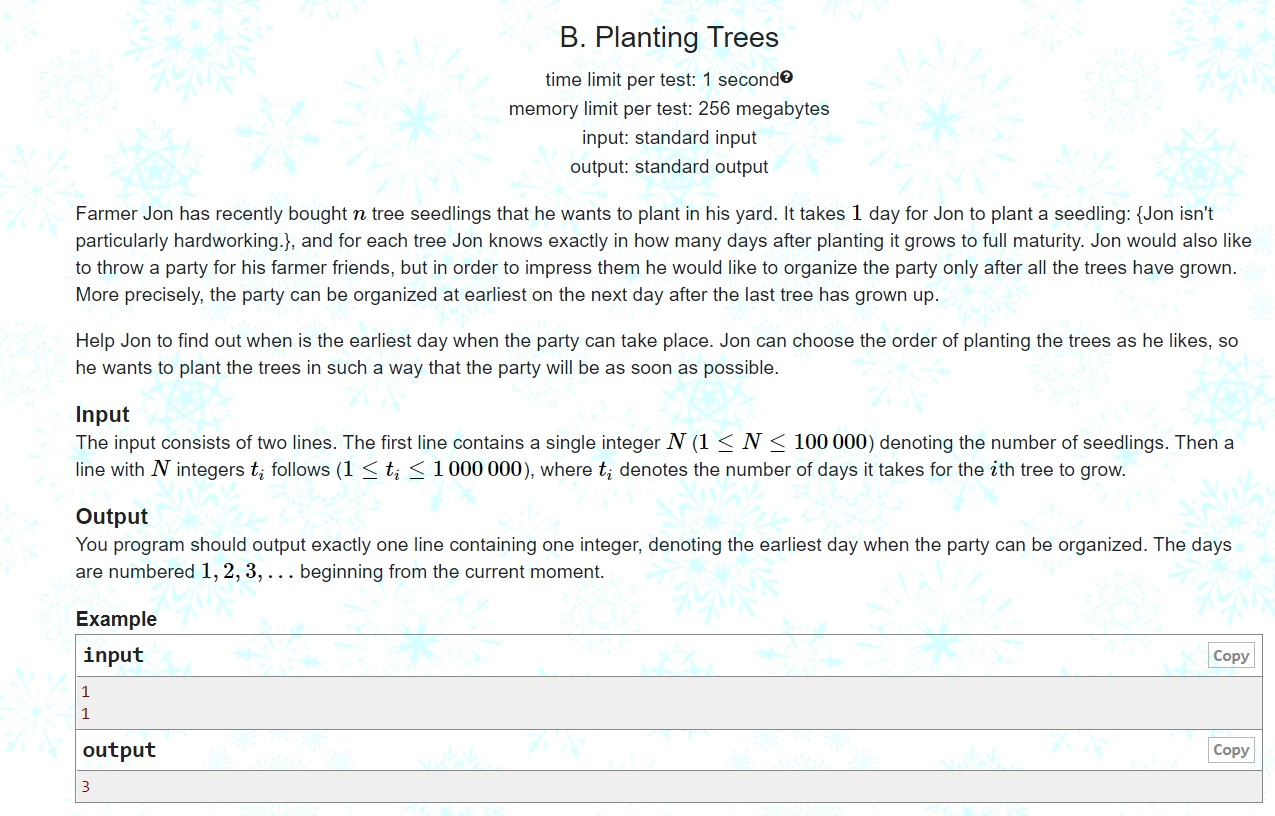 B. Planting Trees
time limit per test: 1 second?
memory limit per test: 256 megabytes
input: standard input
output: standard output
Farmer Jon has recently bought n tree seedlings that he wants to plant in his yard. It takes 1 day for Jon to plant a seedling: {Jon isn't
particularly hardworking.}, and for each tree Jon knows exactly in how many days after planting it grows to full maturity. Jon would also like
to throw a party for his farmer friends, but in order to impress them he would like to organize the party only after all the trees have grown.
More precisely, the party can be organized at earliest on the next day after the last tree has grown up.
Help Jon to find out when is the earliest day when the party can take place. Jon can choose the order of planting the trees as he likes, so
he wants to plant the trees in such a way that the party will be as soon as possible.
Input
The input consists of two lines. The first line contains a single integer N (1 ≤ N ≤ 100 000) denoting the number of seedlings. Then a
line with N integers tᵢ follows (1 ≤ tᵢ ≤ 1 000 000), where tᵢ denotes the number of days it takes for the ith tree to grow.
Output
You program should output exactly one line containing one integer, denoting the earliest day when the party can be organized. The days
are numbered 1, 2, 3, . . . beginning from the current moment.
Example
input Copy
1
1
output Copy
3